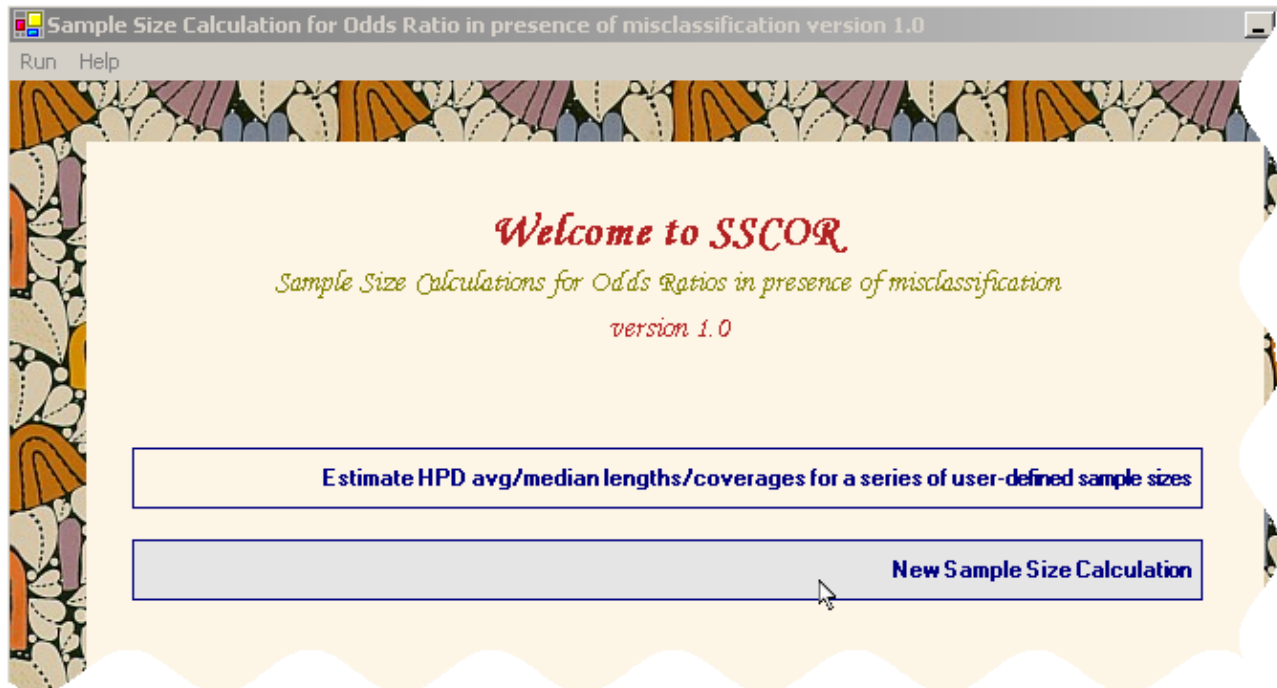 Sample Size Calculation for Odds Ratio in presence of misclassification version 1.0
Run Help
Welcome to SSCOR
Sample Size Calculations for Odds Ratios in presence of misclassification
version 1.0
Estimate HPD avg/median lengths/coverages for a series of user-defined sample sizes
New Sample Size Calculation